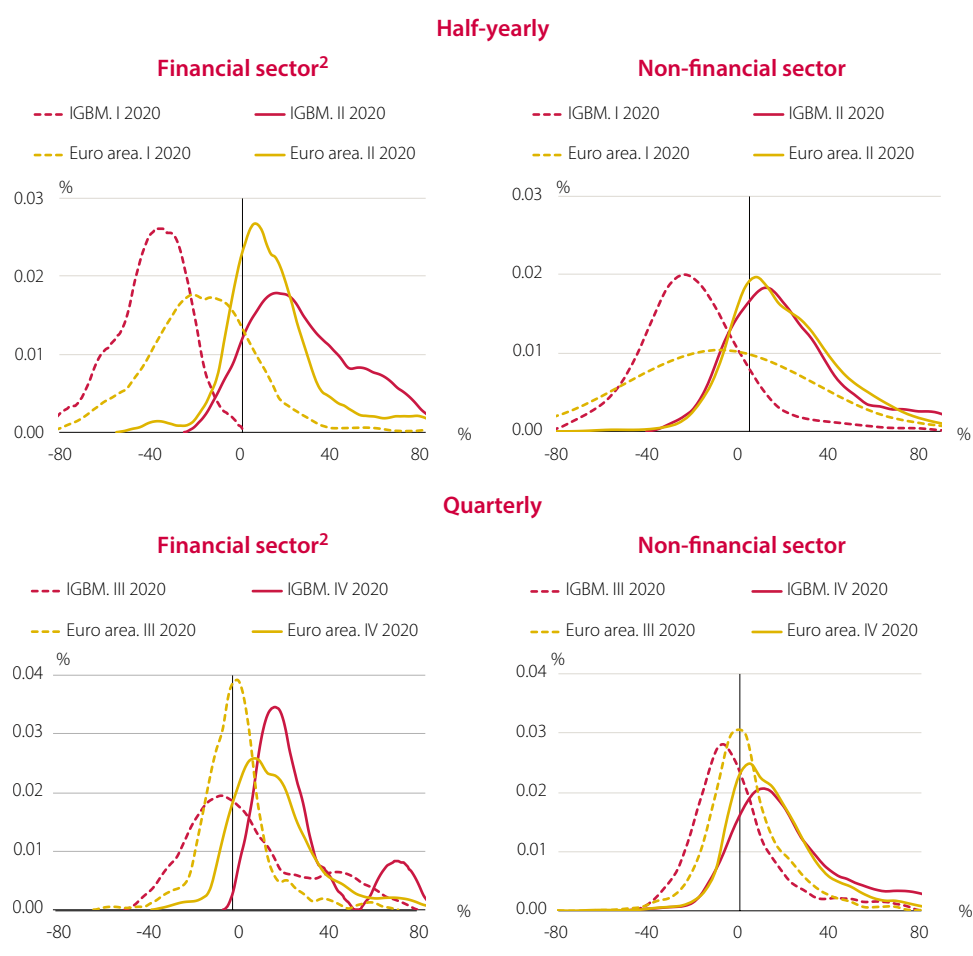 Half-yearly
Financial sector2
IGBM. I 2020 IGBM. II 2020
Euro area. I 2020 Euro area. II 2020
%
0.03
0.02
0.01
0.00
-80 -40 0 40 80 %
Non-financial sector
IGBM. I 2020 IGBM. II 2020
Euro area. I 2020 Euro area. II 2020
%
0.03
0.02
0.01
0.00
-80 -40 0 40 80 %
Quarterly
Financial sector2
IGBM. III 2020 IGBM. IV 2020
Euro area. III 2020 Euro area. IV 2020
%
0.04
0.03
0.02
0.01
0.00
-80 -40 0 40 80 %
Non-financial sector
IGBM. III 2020 IGBM. IV 2020
Euro area. III 2020 Euro area. IV 2020
%
0.04
0.03
0.02
0.01
0.00
-80 -40 0 40 80 %